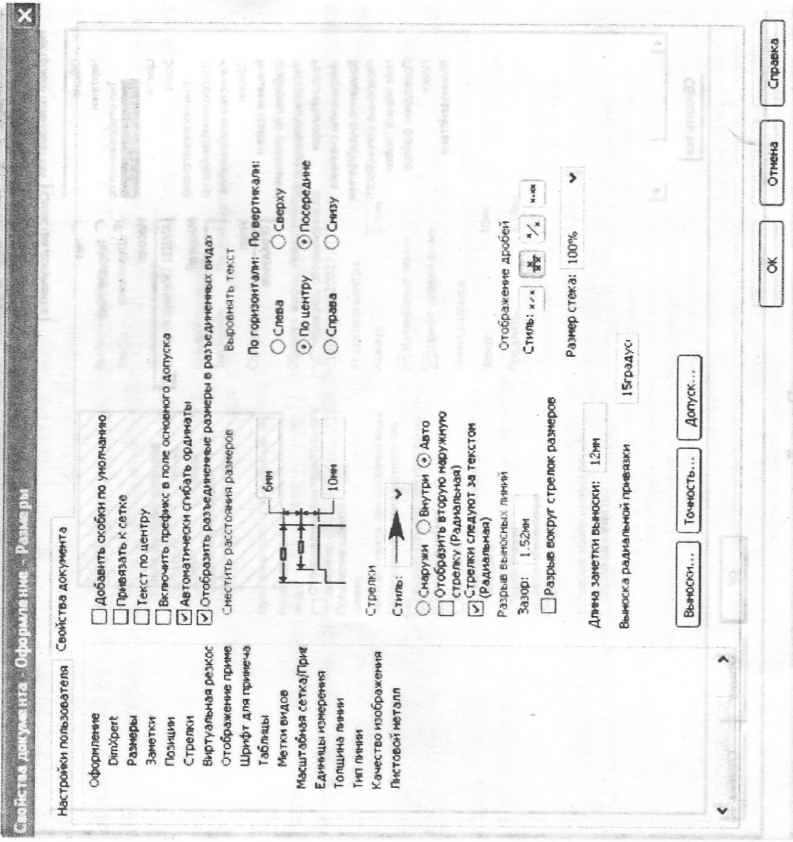 Свойства документа - Оформление - Размеры
Настройки пользователя Свойства документа
Оформление
DimXpert
Размеры
Заметки
Позиции
Стрелки
Виртуальная резкос
Отображение приме
Шрифт для примеча
Таблицы
Метки видов
Масштабная сетка/Прив
Единицы измерения
Толщина линии
Тип линии
Качество изображения
Листовой металл
Добавить скобки по умолчанию
Привязать к сетке
Текст по центру
Включить префикс в поле основного допуска
Автоматически сгибать ординаты
Отобразить разъединенные размеры в разъединенных видах
Сместить расстояния размеров
6мм
10мм
Выровнять текст
По горизонтали: По вертикали:
Слева Сверху
По центру Посередине
Справа Снизу
Стрелки
Стиль:
Снаружи Внутри Авто
Отобразить вторую наружную
стрелку (Радиальная)
Стрелки следуют за текстом
(Радиальная)
Разрыв выносных линий
Зазор: 1.52мм
Разрыв вокруг стрелок размеров
Отображение дробей
Стиль: x/x x/x x/x x-xx
Размер стека: 100%
Длина заметки выноски: 12мм
Выноска радиальной привязки 15градус
Выноски... Точность... Допуск...
ОК Отмена Справка